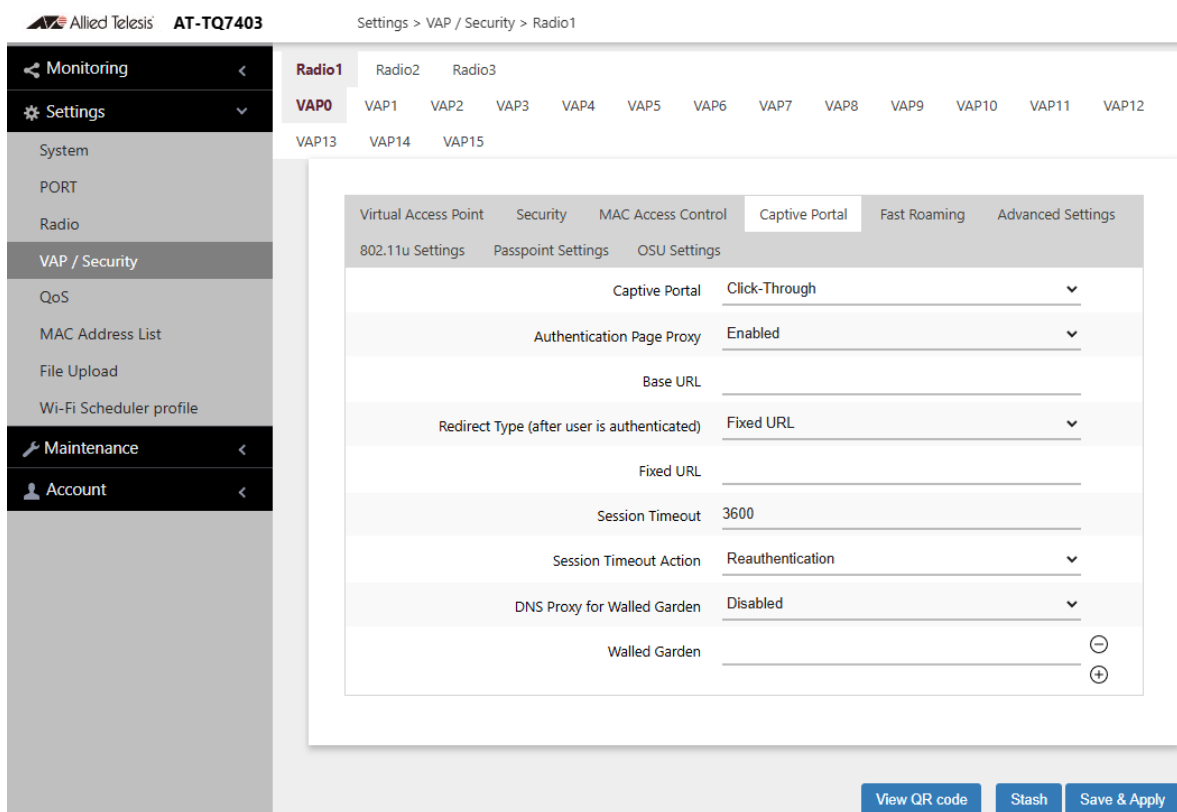 Allied Telesis AT-TQ7403 Settings > VAP / Security > Radio1
Monitoring
Settings
System
PORT
Radio
VAP / Security
QoS
MAC Address List
File Upload
Wi-Fi Scheduler profile
Maintenance
Account
Radio1 Radio2 Radio3
VAP0 VAP1 VAP2 VAP3 VAP4 VAP5 VAP6 VAP7 VAP8 VAP9 VAP10 VAP11 VAP12
VAP13 VAP14 VAP15
Virtual Access Point Security MAC Access Control Captive Portal Fast Roaming Advanced Settings
802.11u Settings Passpoint Settings OSU Settings
Captive Portal Click-Through
Authentication Page Proxy Enabled
Base URL
Redirect Type (after user is authenticated) Fixed URL
Fixed URL
Session Timeout 3600
Session Timeout Action Reauthentication
DNS Proxy for Walled Garden Disabled
Walled Garden
View QR code Stash Save & Apply